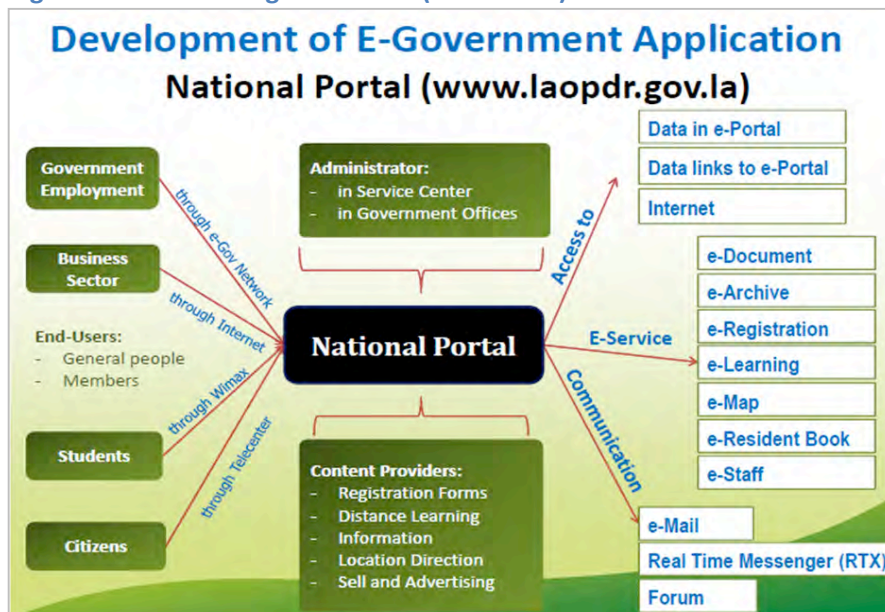 Development of E-Government Application
National Portal (www.laopdr.gov.la)
Government
Employment
Business
Sector
End-Users:
- General people
- Members
Students
Citizens
through e-Gov Network
through Internet
through Wimax
through Telecenter
Administrator:
- in Service Center
- in Government Offices
National Portal
Content Providers:
- Registration Forms
- Distance Learning
- Information
- Location Direction
- Sell and Advertising
Access to
E-Service
Communication
Data in e-Portal
Data links to e-Portal
Internet
e-Document
e-Archive
e-Registration
e-Learning
e-Map
e-Resident Book
e-Staff
e-Mail
Real Time Messenger (RTX)
Forum